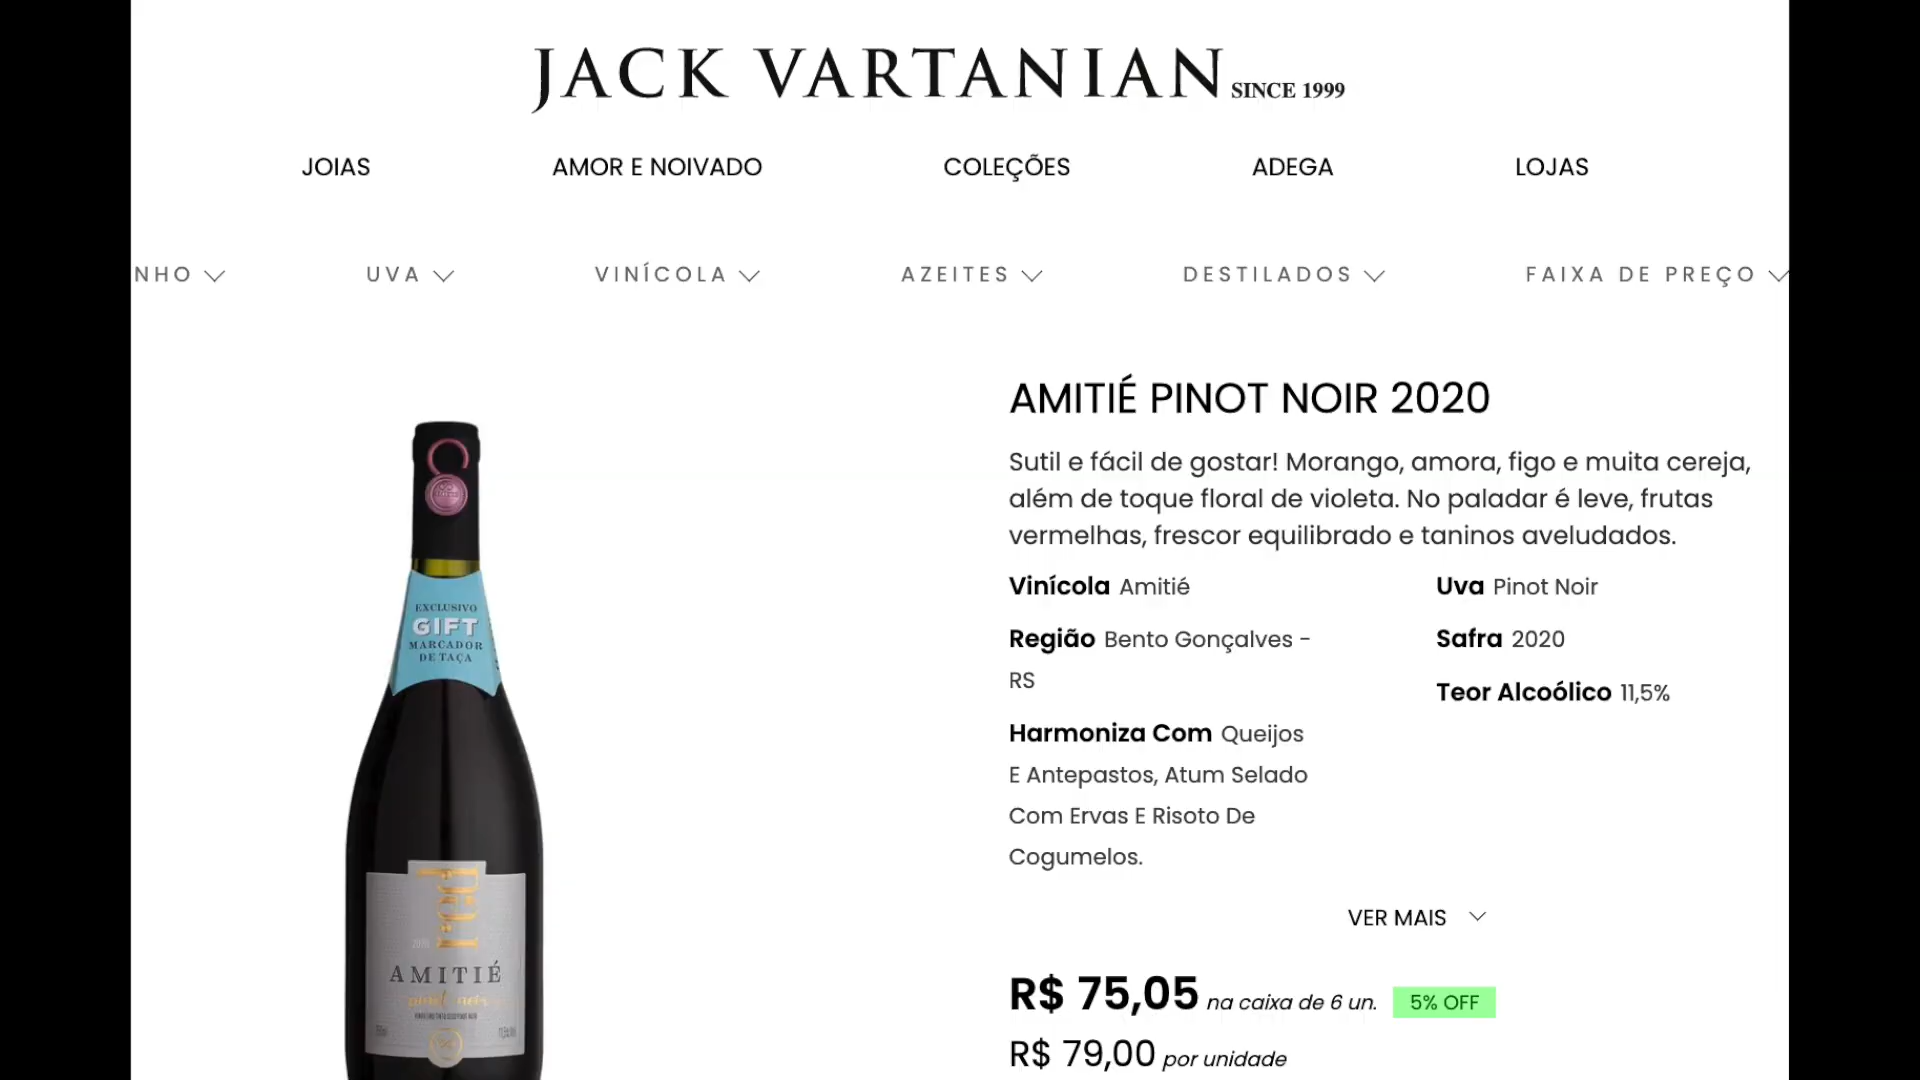 JACK VARTANIAN SINCE 1999
JOIAS AMOR E NOIVADO COLEÇÕES ADEGA LOJAS
NHO UVA VINÍCOLA AZEITES DESTILADOS FAIXA DE PREÇO
AMITIÉ PINOT NOIR 2020
Sutil e fácil de gostar! Morango, amora, figo e muita cereja,
além de toque floral de violeta. No paladar é leve, frutas
vermelhas, frescor equilibrado e taninos aveludados.
Vinícola Amitié
Região Bento Gonçalves -
RS
Harmoniza Com Queijos
E Antepastos, Atum Selado
Com Ervas E Risoto De
Cogumelos.
Uva Pinot Noir
Safra 2020
Teor Alcoólico 11,5%
VER MAIS
R$ 75,05 na caixa de 6 un. 5% OFF
R$ 79,00 por unidade
EXCLUSIVO
GIFT
MARCADOR
DE TAÇA
2020
AMITIÉ
pinot noir